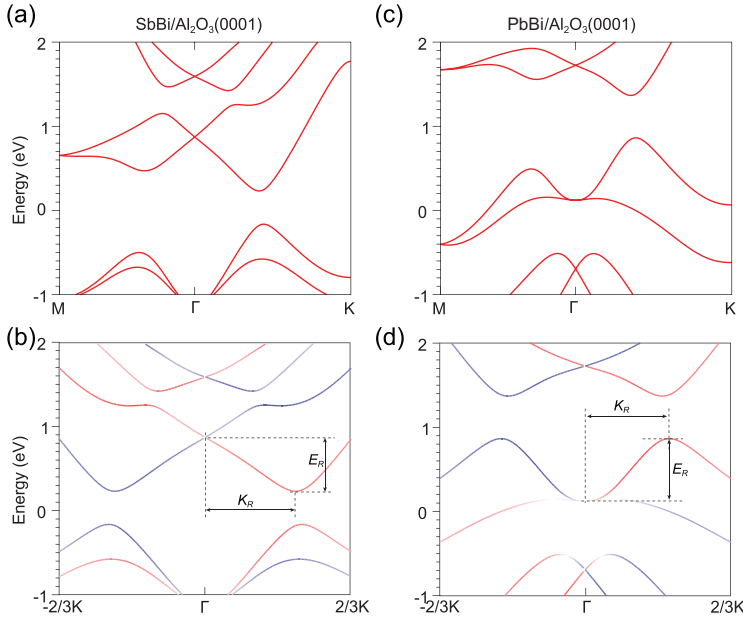 (a)
SbBi/Al₂O₃(0001)
2
1
0
-1
Energy (eV)
M
Γ
K
(c)
PbBi/Al₂O₃(0001)
2
1
0
-1
M
Γ
K
(b)
2
1
0
-1
Energy (eV)
E_R
K_R
-2/3K
Γ
2/3K
(d)
2
1
0
-1
K_R
E_R
-2/3K
Γ
2/3K